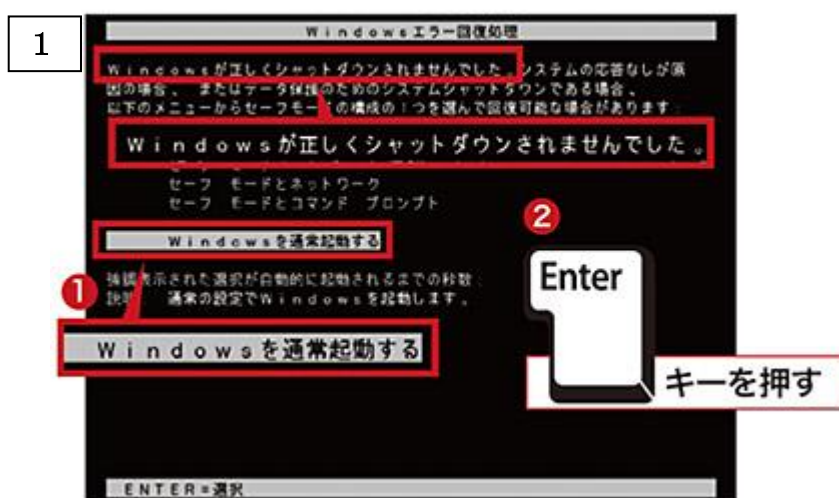 1
Windowsエラー回復処理
Windowsが正しくシャットダウンされませんでした。システムの応答なしが原
因の場合、またはデータ保護のためのシステムシャットダウンである場合、
以下のメニューからセーフモードの構成の1つを選んで回復可能な場合があります:
Windowsが正しくシャットダウンされませんでした。
セーフ モードとネットワーク
セーフ モードとコマンド プロンプト
Windowsを通常起動する
強調表示された選択が自動的に起動されるまでの秒数:
説明: 通常の設定でWindowsを起動します。
1
Windowsを通常起動する
2
Enter
キーを押す
ENTER=選択